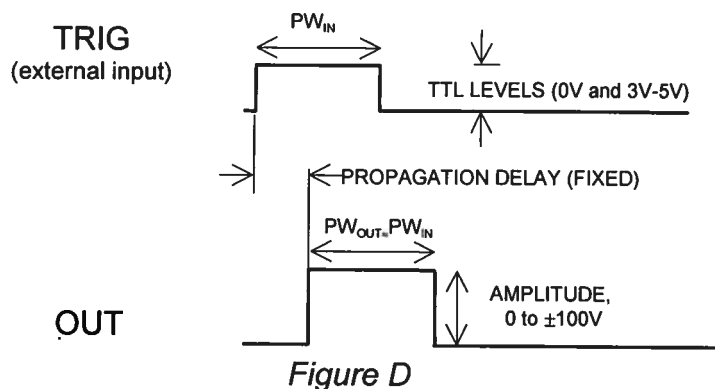 PW_IN
TRIG
(external input)
TTL LEVELS (0V and 3V-5V)
PROPAGATION DELAY (FIXED)
PW_OUT≈PW_IN
AMPLITUDE,
0 to ±100V
OUT
Figure D